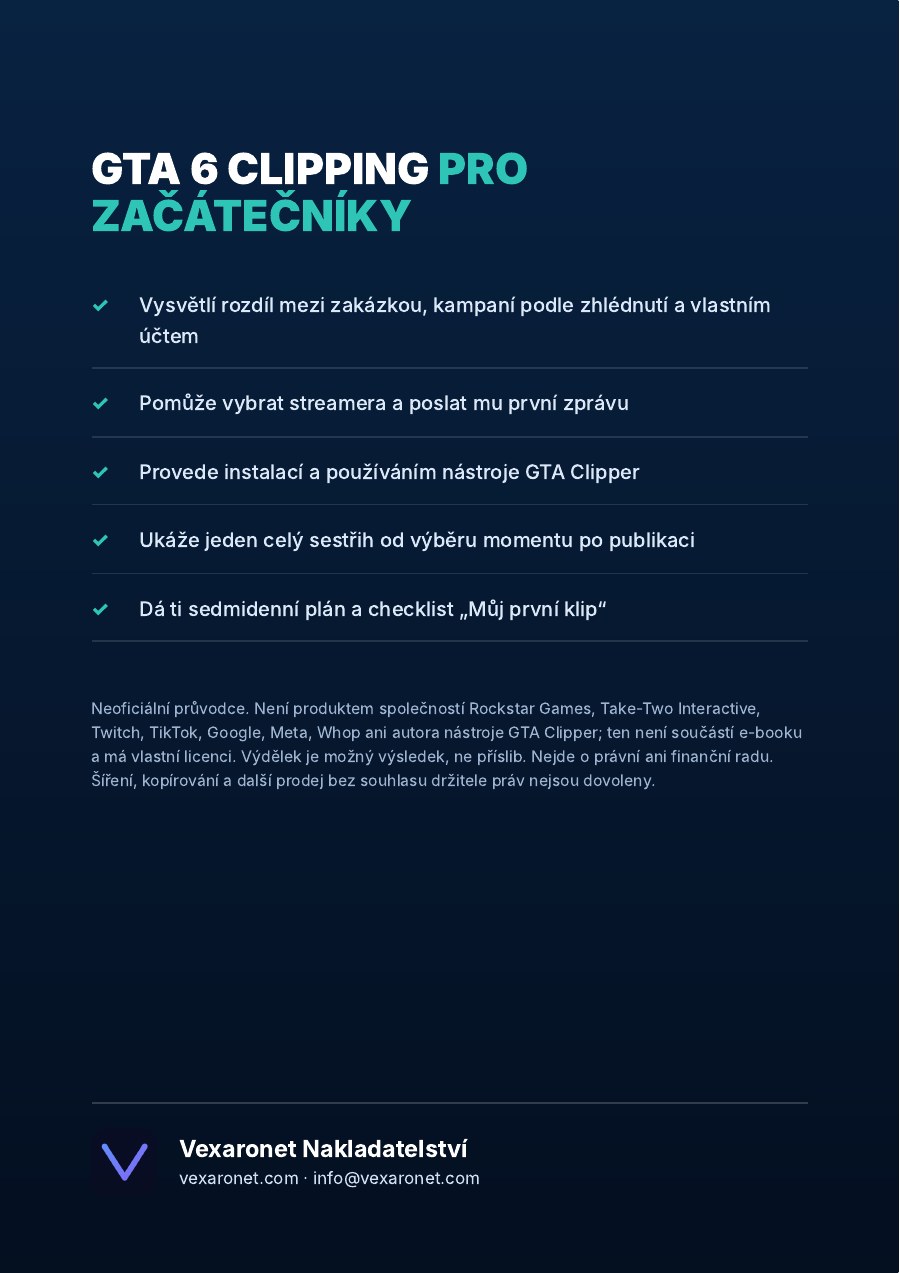 GTA 6 CLIPPING PRO
ZAČÁTEČNÍKY
Vysvětlí rozdíl mezi zakázkou, kampaní podle zhlédnutí a vlastním
účtem
Pomůže vybrat streamera a poslat mu první zprávu
Provede instalací a používáním nástroje GTA Clipper
Ukáže jeden celý sestřih od výběru momentu po publikaci
Dá ti sedmidenní plán a checklist „Můj první klip“
Neoficiální průvodce. Není produktem společností Rockstar Games, Take-Two Interactive,
Twitch, TikTok, Google, Meta, Whop ani autora nástroje GTA Clipper; ten není součástí e-booku
a má vlastní licenci. Výdělek je možný výsledek, ne příslib. Nejde o právní ani finanční radu.
Šíření, kopírování a další prodej bez souhlasu držitele práv nejsou dovoleny.
Vexaronet Nakladatelství
vexaronet.com · info@vexaronet.com